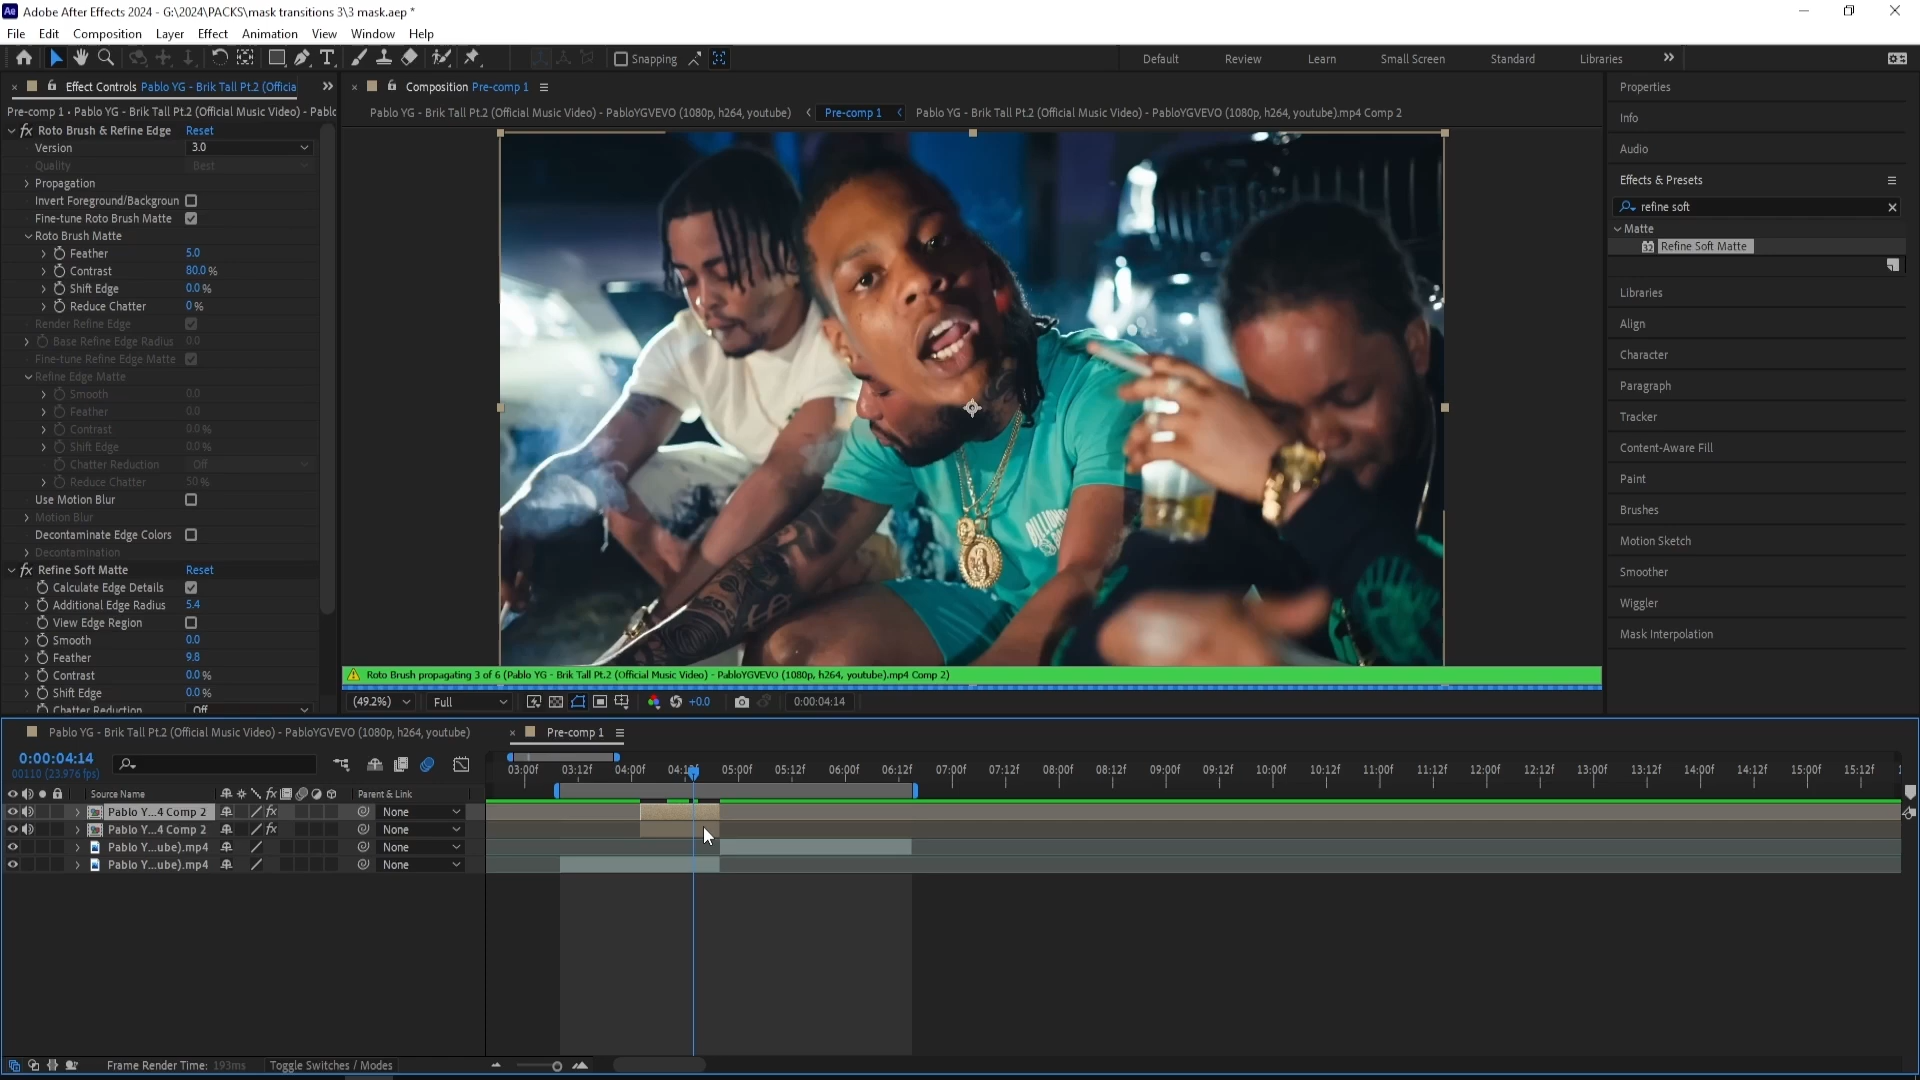 Adobe After Effects 2024 - G:\2024\PACKS\mask transitions 3\3 mask.aep *
File Edit Composition Layer Effect Animation View Window Help
Snapping
Default Review Learn Small Screen Standard Libraries
Effect Controls Pablo YG - Brik Tall Pt.2 (Officia
Composition Pre-comp 1
Properties
Pre-comp 1 • Pablo YG - Brik Tall Pt.2 (Official Music Video) - Pablo
Pablo YG - Brik Tall Pt.2 (Official Music Video) - PabloYGVEVO (1080p, h264, youtube)
Pre-comp 1
Pablo YG - Brik Tall Pt.2 (Official Music Video) - PabloYGVEVO (1080p, h264, youtube).mp4 Comp 2
Info
Audio
Effects & Presets
refine soft
Matte
Refine Soft Matte
Libraries
Align
Character
Paragraph
Tracker
Content-Aware Fill
Paint
Brushes
Motion Sketch
Smoother
Wiggler
Mask Interpolation
fx Roto Brush & Refine Edge Reset
Version 3.0
Quality Best
Propagation
Invert Foreground/Backgroun
Fine-tune Roto Brush Matte
Roto Brush Matte
Feather 5.0
Contrast 80.0 %
Shift Edge 0.0 %
Reduce Chatter 0 %
Render Refine Edge
Base Refine Edge Radius 0.0
Fine-tune Refine Edge Matte
Refine Edge Matte
Smooth 0.0
Feather 0.0
Contrast 0.0 %
Shift Edge 0.0 %
Chatter Reduction Off
Reduce Chatter 50 %
Use Motion Blur
Motion Blur
Decontaminate Edge Colors
Decontamination
fx Refine Soft Matte Reset
Calculate Edge Details
Additional Edge Radius 5.4
View Edge Region
Smooth 0.0
Feather 9.8
Contrast 0.0 %
Shift Edge 0.0 %
Chatter Reduction Off
Roto Brush propagating 3 of 6 (Pablo YG - Brik Tall Pt.2 (Official Music Video) - PabloYGVEVO (1080p, h264, youtube).mp4 Comp 2)
(49.2%) Full +0.0 0:00:04:14
Pablo YG - Brik Tall Pt.2 (Official Music Video) - PabloYGVEVO (1080p, h264, youtube)
Pre-comp 1
0:00:04:14
00110 (23.976 fps)
03:00f 03:12f 04:00f 04:12f 05:00f 05:12f 06:00f 06:12f 07:00f 07:12f 08:00f 08:12f 09:00f 09:12f 10:00f 10:12f 11:00f 11:12f 12:00f 12:12f 13:00f 13:12f 14:00f 14:12f 15:00f 15:12f
Source Name fx Parent & Link
Pablo Y...4 Comp 2 fx None
Pablo Y...4 Comp 2 fx None
Pablo Y...ube).mp4 None
Pablo Y...ube).mp4 None
Frame Render Time: 193ms Toggle Switches / Modes